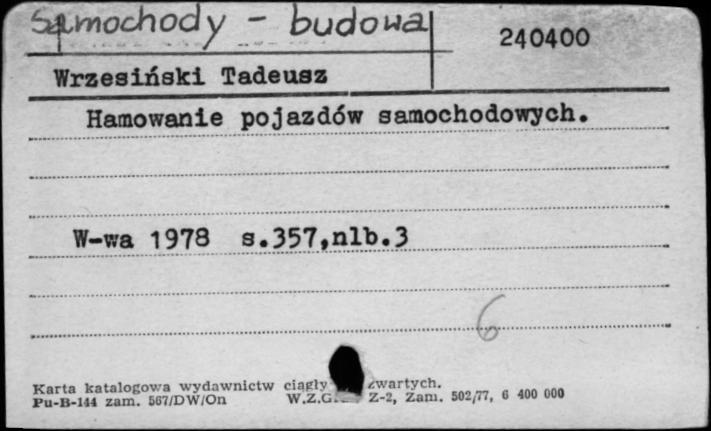 Samochody - budowa
240400
Wrzesiński Tadeusz
Hamowanie pojazdów samochodowych.
W-wa 1978 s.357,nlb.3
6
Karta katalogowa wydawnictw zwartych.
Pu-B-144 zam. 567/DW/On W.Z.G. Z-2, Zam. 502/77, 6 400 000